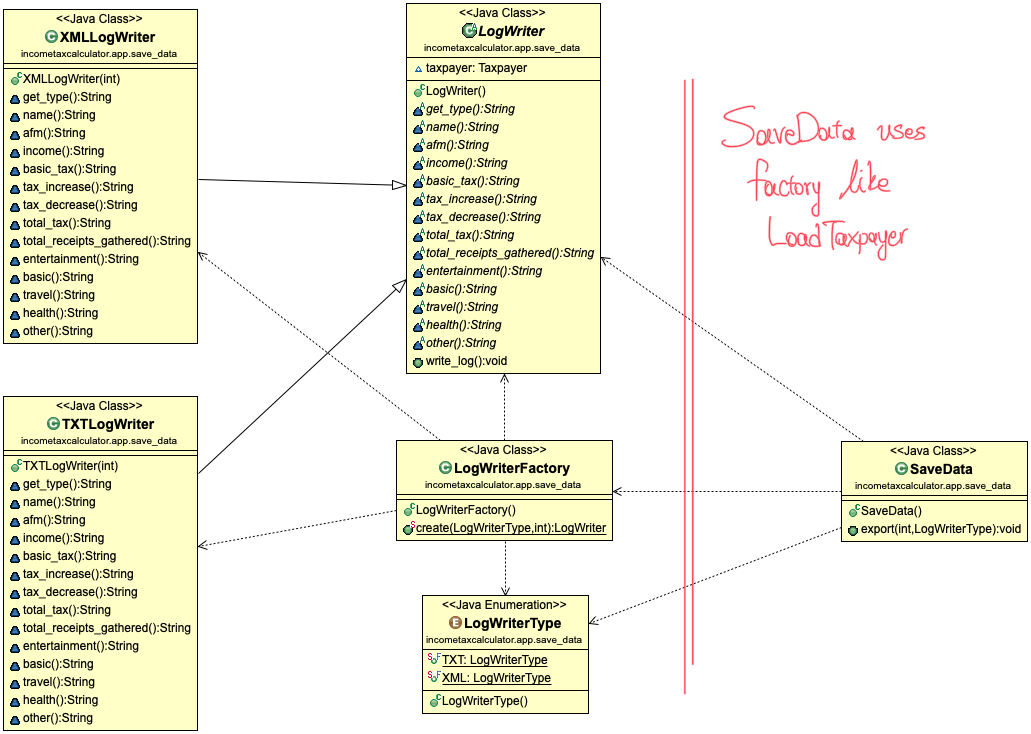 <<Java Class>>
XMLLogWriter
incometaxcalculator.app.save_data
XMLLogWriter(int)
get_type():String
name():String
afm():String
income():String
basic_tax():String
tax_increase():String
tax_decrease():String
total_tax():String
total_receipts_gathered():String
entertainment():String
basic():String
travel():String
health():String
other():String
<<Java Class>>
LogWriter
incometaxcalculator.app.save_data
taxpayer: Taxpayer
LogWriter()
get_type():String
name():String
afm():String
income():String
basic_tax():String
tax_increase():String
tax_decrease():String
total_tax():String
total_receipts_gathered():String
entertainment():String
basic():String
travel():String
health():String
other():String
write_log():void
SaveData uses
factory like
LoadTaxpayer
<<Java Class>>
TXTLogWriter
incometaxcalculator.app.save_data
TXTLogWriter(int)
get_type():String
name():String
afm():String
income():String
basic_tax():String
tax_increase():String
tax_decrease():String
total_tax():String
total_receipts_gathered():String
entertainment():String
basic():String
travel():String
health():String
other():String
<<Java Class>>
LogWriterFactory
incometaxcalculator.app.save_data
LogWriterFactory()
create(LogWriterType,int):LogWriter
<<Java Class>>
SaveData
incometaxcalculator.app.save_data
SaveData()
export(int,LogWriterType):void
<<Java Enumeration>>
LogWriterType
incometaxcalculator.app.save_data
TXT: LogWriterType
XML: LogWriterType
LogWriterType()